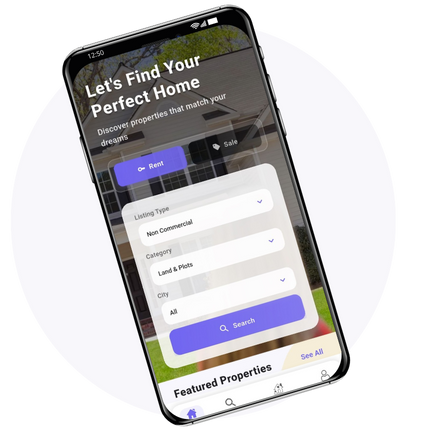 12:50
Let's Find Your
Perfect Home
Discover properties that match your
dreams
Rent
Sale
Listing Type
Non Commercial
Category
Land & Plots
City
All
Search
Featured Properties
See All